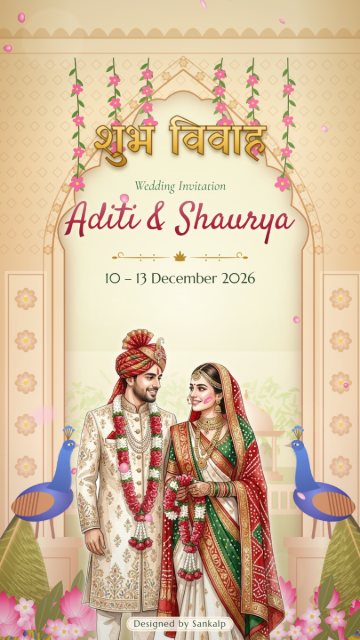 शुभ विवाह
Wedding Invitation
Aditi & Shaurya
10 – 13 December 2026
Designed by Sankalp